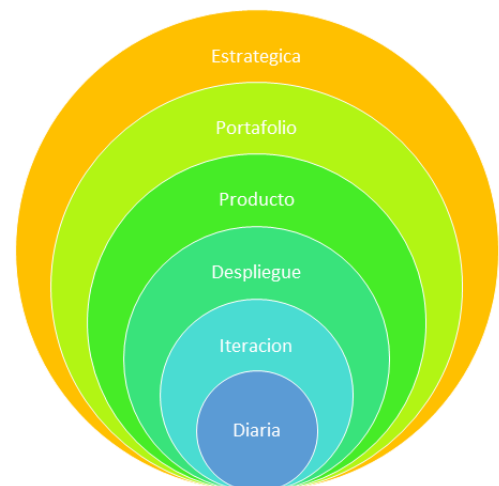 Estrategica
Portafolio
Producto
Despliegue
Iteracion
Diaria